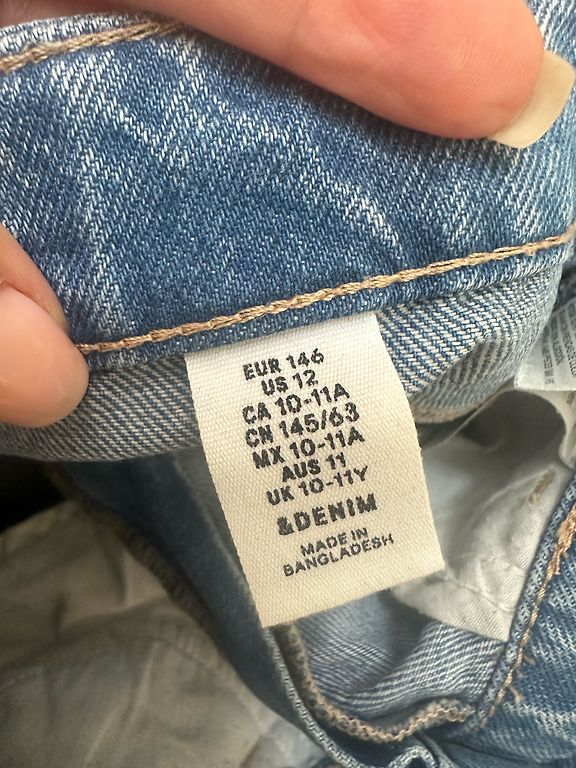 EUR 146
US 12
CA 10-11A
CN 145/63
MX 10-11A
AUS 11
UK 10-11Y
&DENIM
MADE IN
BANGLADESH